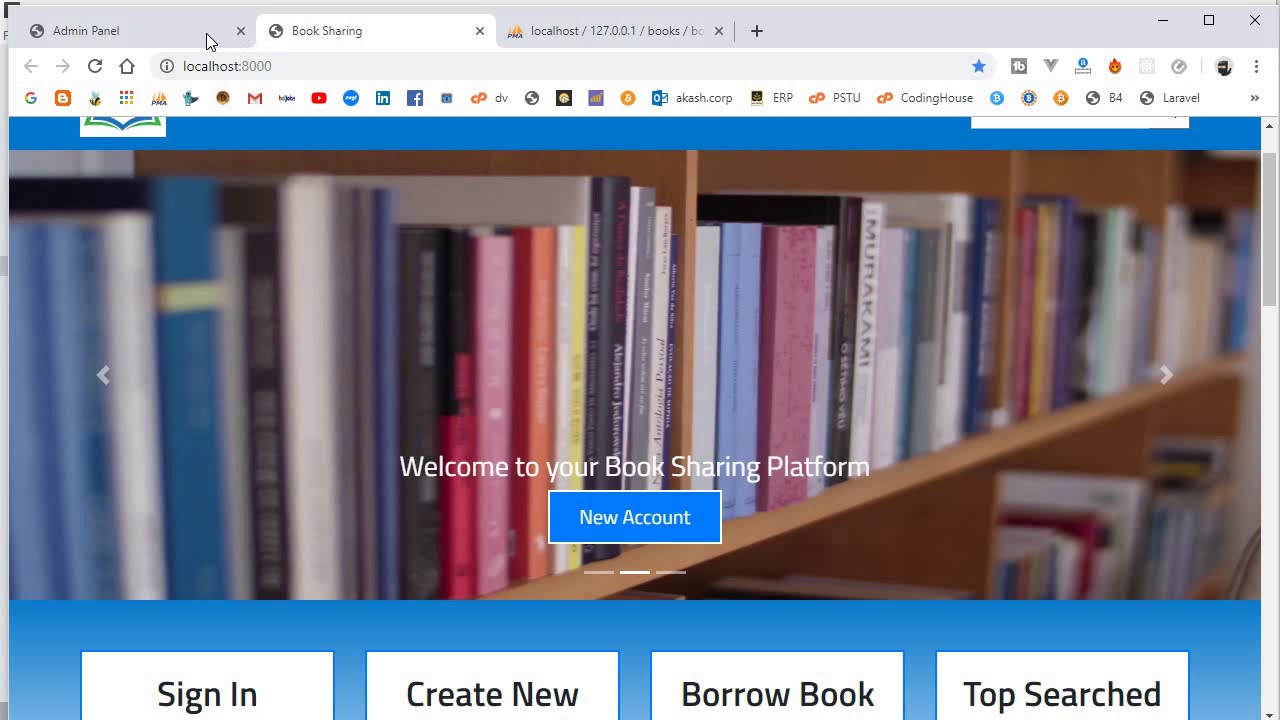 Admin Panel
Book Sharing
localhost / 127.0.0.1 / books / bo
localhost:8000
akash.corp
dv
ERP
PSTU
CodingHouse
B4
Laravel
MURAKAMI
Welcome to your Book Sharing Platform
New Account
Sign In
Create New
Borrow Book
Top Searched